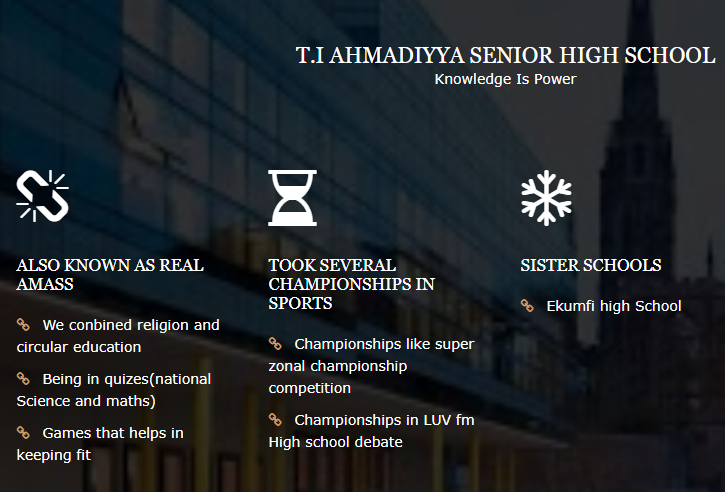 T.I AHMADIYYA SENIOR HIGH SCHOOL
Knowledge Is Power
ALSO KNOWN AS REAL
AMASS
We conbined religion and
circular education
Being in quizes(national
Science and maths)
Games that helps in
keeping fit
TOOK SEVERAL
CHAMPIONSHIPS IN
SPORTS
Championships like super
zonal championship
competition
Championships in LUV fm
High school debate
SISTER SCHOOLS
Ekumfi high School